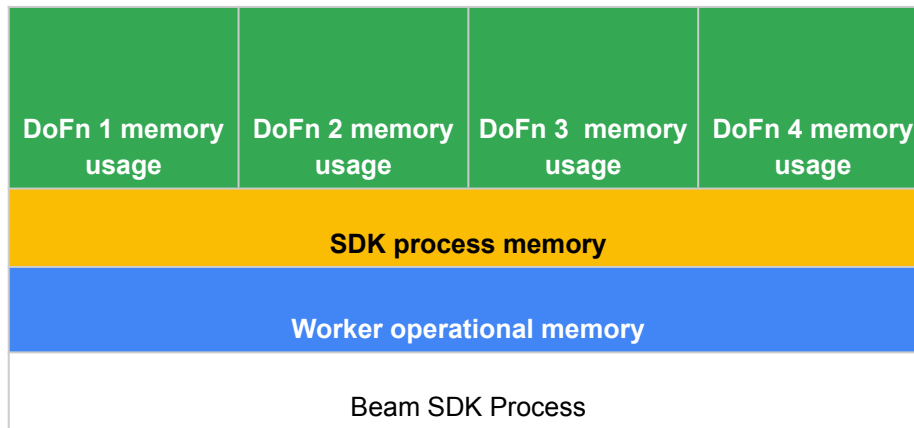 DoFn 1 memory
usage
DoFn 2 memory
usage
DoFn 3 memory
usage
DoFn 4 memory
usage
SDK process memory
Worker operational memory
Beam SDK Process